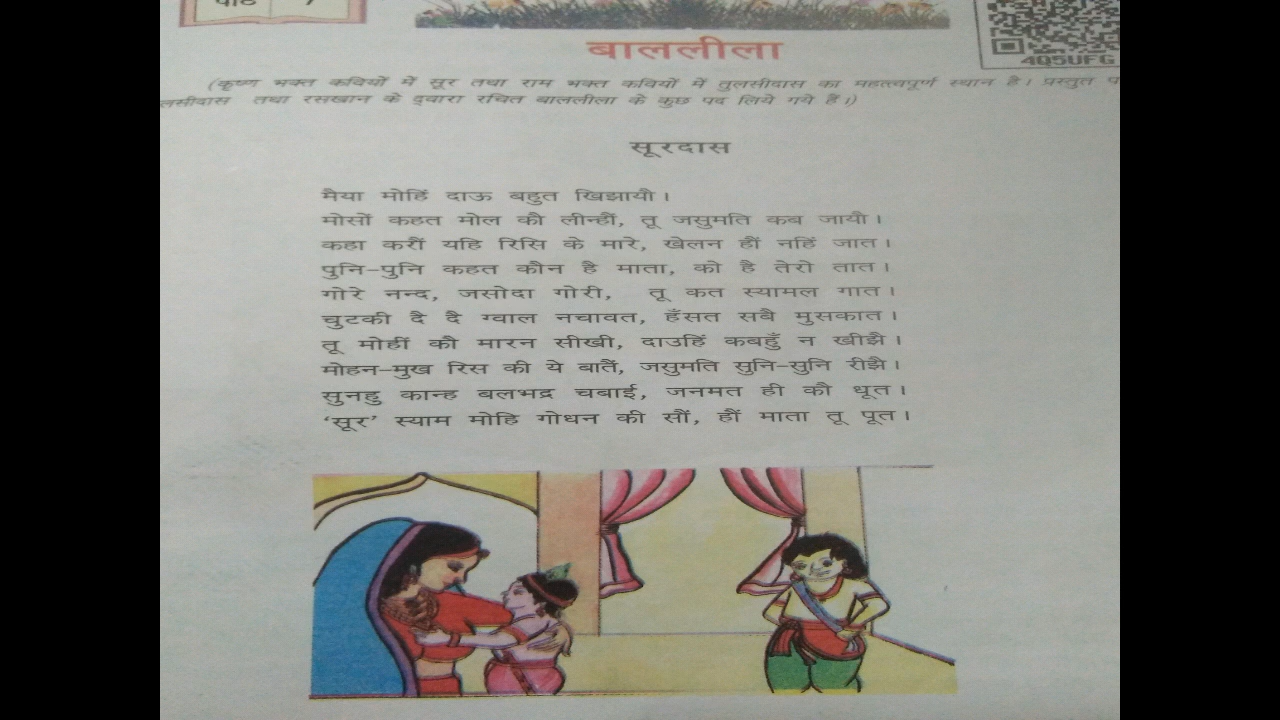 पाठ 7
बाललीला
4Q5UFG
(कृष्ण भक्त कवियों में सूर तथा राम भक्त कवियों में तुलसीदास का महत्वपूर्ण स्थान है। प्रस्तुत
तथा रसखान के द्वारा रचित बाललीला के कुछ पद लिये गये हैं।)
सूरदास
मैया मोहिं दाऊ बहुत खिझायौ।
मोसों कहत मोल कौ लीन्हौं, तू जसुमति कब जायौ।
कहा करौं यहि रिसि के मारे, खेलन हौं नहिं जात।
पुनि-पुनि कहत कौन है माता, को है तेरो तात।
गोरे नन्द, जसोदा गोरी, तू कत स्यामल गात।
चुटकी दै दै ग्वाल नचावत, हँसत सबै मुसकात।
तू मोहीं कौ मारन सीखी, दाउहिं कबहुँ न खीझै।
मोहन-मुख रिस की ये बातैं, जसुमति सुनि-सुनि रीझै।
सुनहु कान्ह बलभद्र चबाई, जनमत ही कौ धूत।
‘सूर’ स्याम मोहि गोधन की सौं, हौं माता तू पूत।